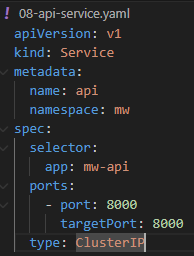 ! 08-api-service.yaml
apiVersion: v1
kind: Service
metadata:
  name: api
  namespace: mw
spec:
  selector:
    app: mw-api
  ports:
    - port: 8000
      targetPort: 8000
  type: ClusterIP